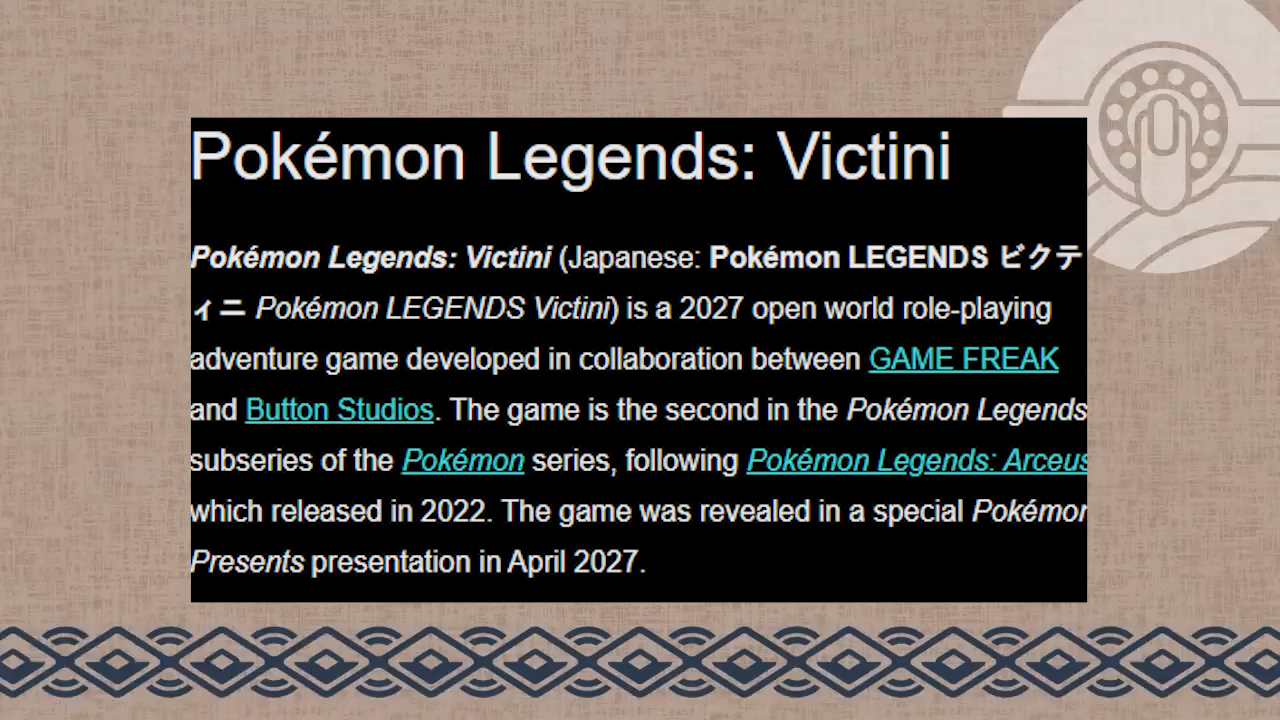 Pokémon Legends: Victini
Pokémon Legends: Victini (Japanese: Pokémon LEGENDS ビクテ
ィニ Pokémon LEGENDS Victini) is a 2027 open world role-playing
adventure game developed in collaboration between GAME FREAK
and Button Studios. The game is the second in the Pokémon Legends
subseries of the Pokémon series, following Pokémon Legends: Arceus
which released in 2022. The game was revealed in a special Pokémon
Presents presentation in April 2027.